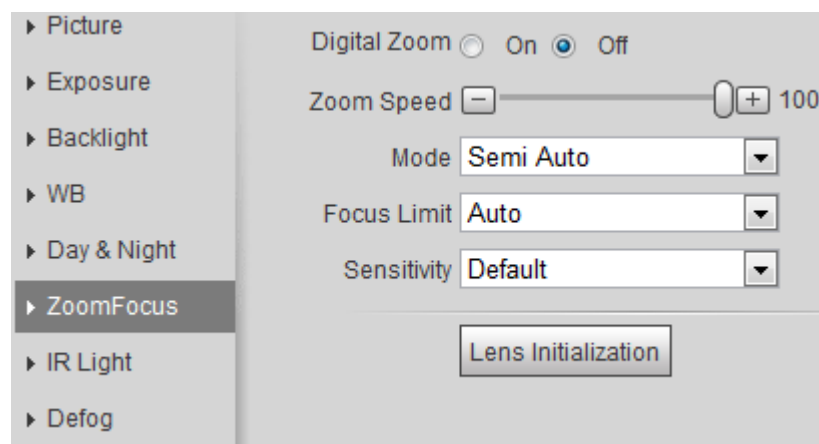 Picture
Exposure
Backlight
WB
Day & Night
ZoomFocus
IR Light
Defog
Digital Zoom On Off
Zoom Speed - + 100
Mode Semi Auto
Focus Limit Auto
Sensitivity Default
Lens Initialization